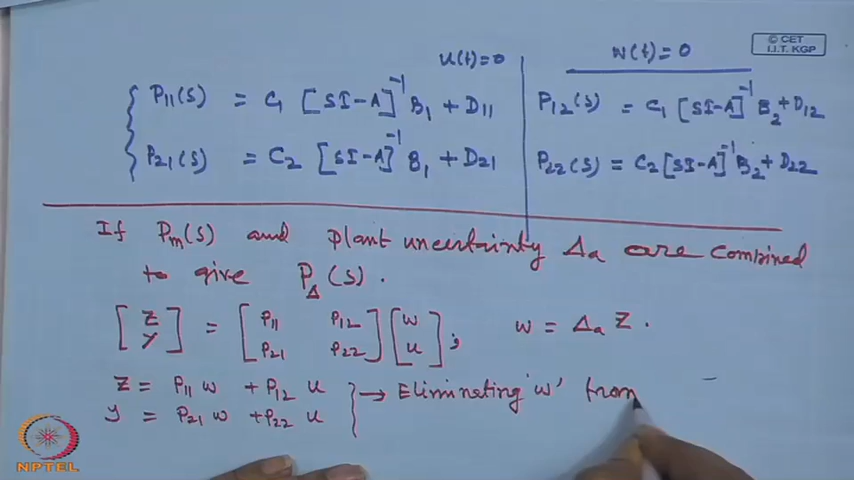 © CET
I.I.T. KGP
u(t)=0
w(t)=0
P₁₁(s) = C₁ [SI-A]⁻¹ B₁ + D₁₁
P₁₂(s) = C₁ [SI-A]⁻¹ B₂ + D₁₂
P₂₁(s) = C₂ [SI-A]⁻¹ B₁ + D₂₁
P₂₂(s) = C₂ [SI-A]⁻¹ B₂ + D₂₂
If Pₘ(s) and plant uncertainty Δₐ are combined
to give P_Δ(s).
[z y] = [P₁₁ P₁₂ P₂₁ P₂₂] [w u] ; w = Δₐ z.
z = P₁₁ w + P₁₂ u
y = P₂₁ w + P₂₂ u
→ Eliminating 'w' from
NPTEL